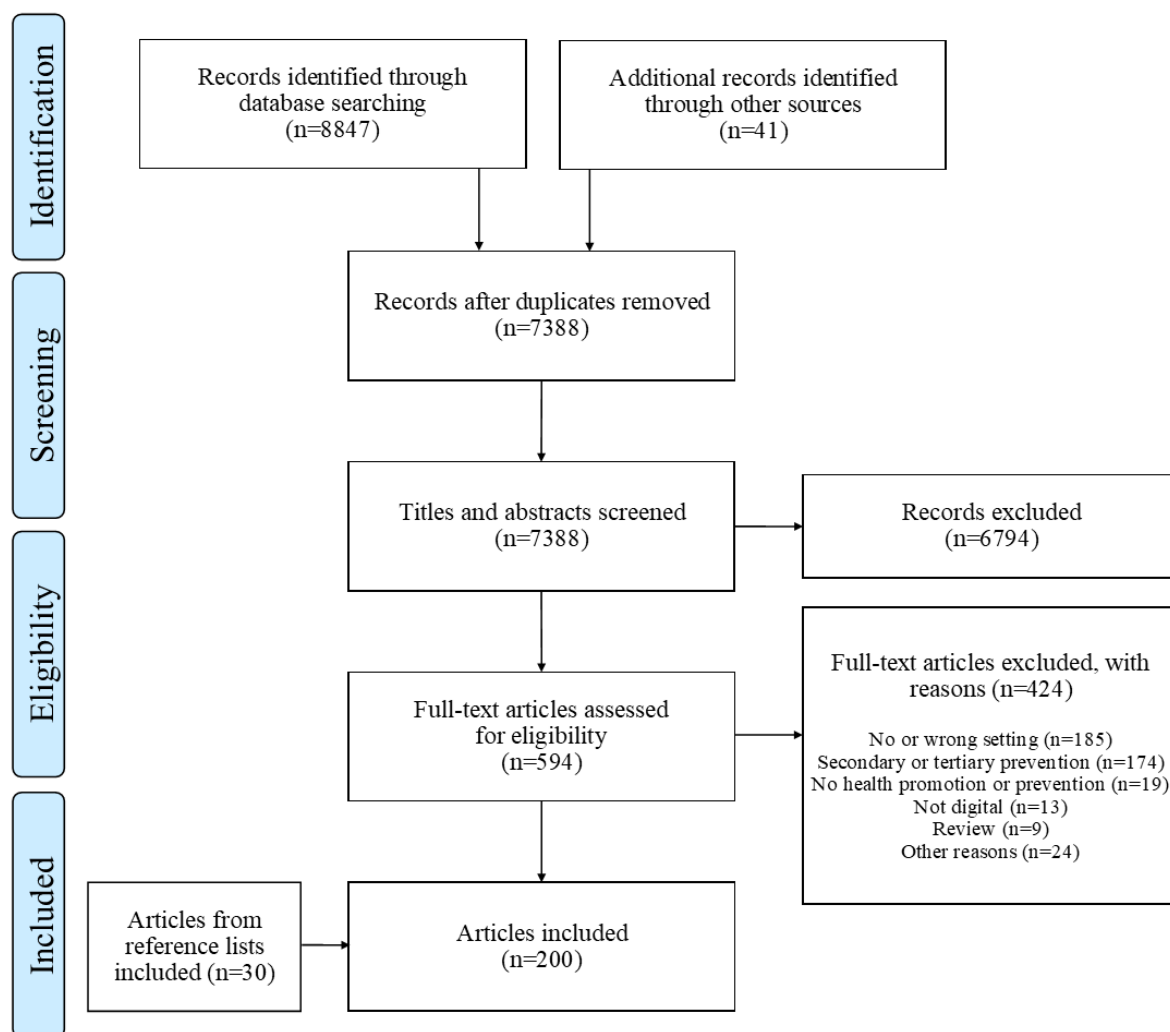 Identification
Records identified through
database searching
(n=8847)
Additional records identified
through other sources
(n=41)
Screening
Records after duplicates removed
(n=7388)
Titles and abstracts screened
(n=7388)
Records excluded
(n=6794)
Eligibility
Full-text articles assessed
for eligibility
(n=594)
Full-text articles excluded, with
reasons (n=424)
No or wrong setting (n=185)
Secondary or tertiary prevention (n=174)
No health promotion or prevention (n=19)
Not digital (n=13)
Review (n=9)
Other reasons (n=24)
Included
Articles from
reference lists
included (n=30)
Articles included
(n=200)